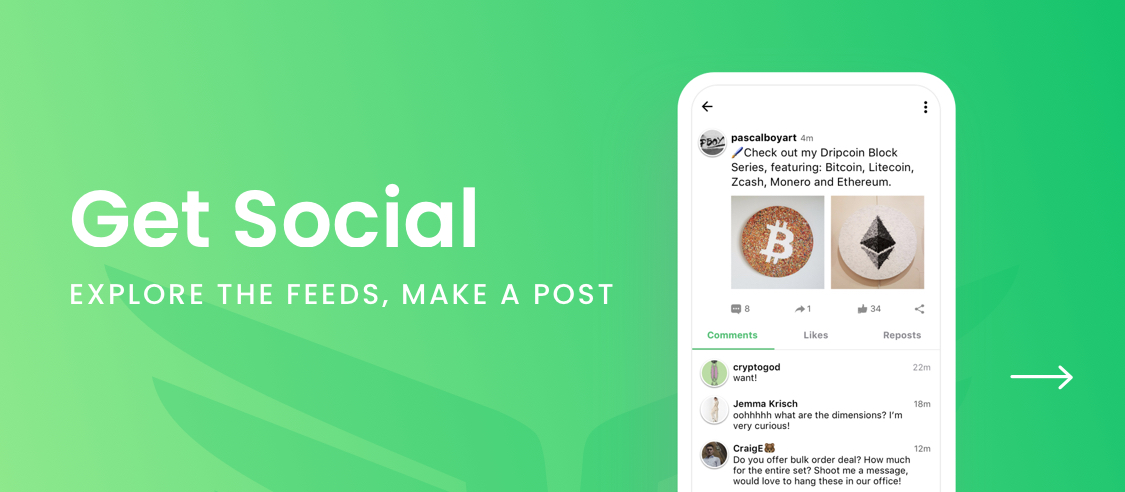 Get Social
EXPLORE THE FEEDS, MAKE A POST
pascalboyart 4m
🖌️Check out my Dripcoin Block
Series, featuring: Bitcoin, Litecoin,
Zcash, Monero and Ethereum.
8 1 34
Comments Likes Reposts
cryptogod 22m
want!
Jemma Krisch 18m
oohhhhh what are the dimensions? I'm
very curious!
CraigE🐻 12m
Do you offer bulk order deal? How much
for the entire set? Shoot me a message,
would love to hang these in our office!